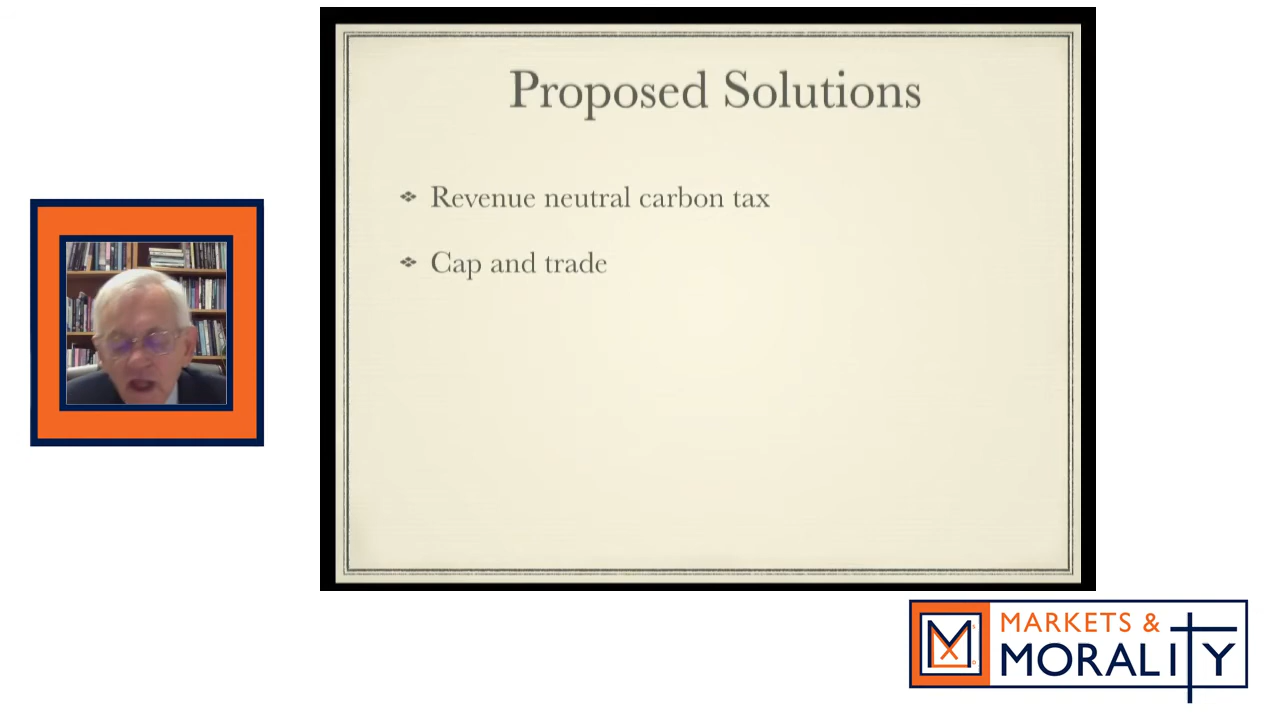 Proposed Solutions
Revenue neutral carbon tax
Cap and trade
MARKETS &
MORALITY